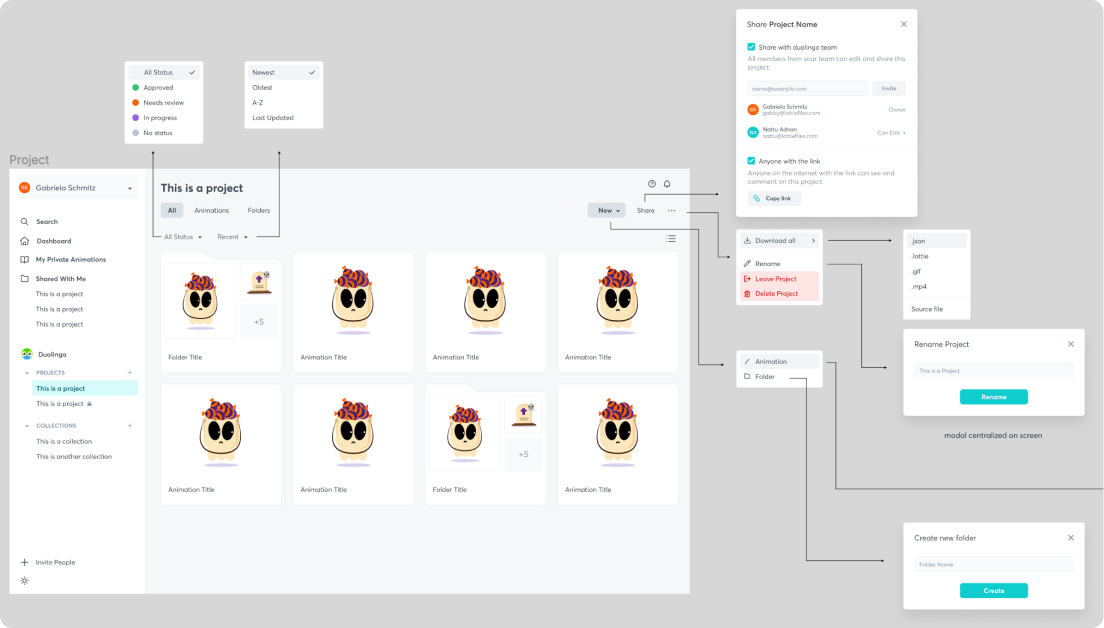 Share Project Name
Share with duolingo team
All members from your team can edit and share this
project.
name@example.com
Invite
GS
Gabriela Schmitz
gabby@lottiefiles.com
Owner
NA
Nattu Adnan
nattu@lottiefiles.com
Can Edit
Anyone with the link
Anyone on the internet with the link can see and
comment on this project.
Copy link
All Status
Approved
Needs review
In progress
No status
Newest
Oldest
A-Z
Last Updated
Project
GS
Gabriela Schmitz
Search
Dashboard
My Private Animations
Shared With Me
This is a project
This is a project
This is a project
Duolingo
PROJECTS
This is a project
This is a project
COLLECTIONS
This is a collection
This is another collection
Invite People
This is a project
All
Animations
Folders
New
Share
All Status
Recent
+5
Folder Title
Animation Title
Animation Title
Animation Title
Animation Title
Animation Title
+5
Folder Title
Animation Title
Download all
Rename
Leave Project
Delete Project
.json
.lottie
.gif
.mp4
Source file
Animation
Folder
Rename Project
This is a Project
Rename
modal centralized on screen
Create new folder
Folder Name
Create